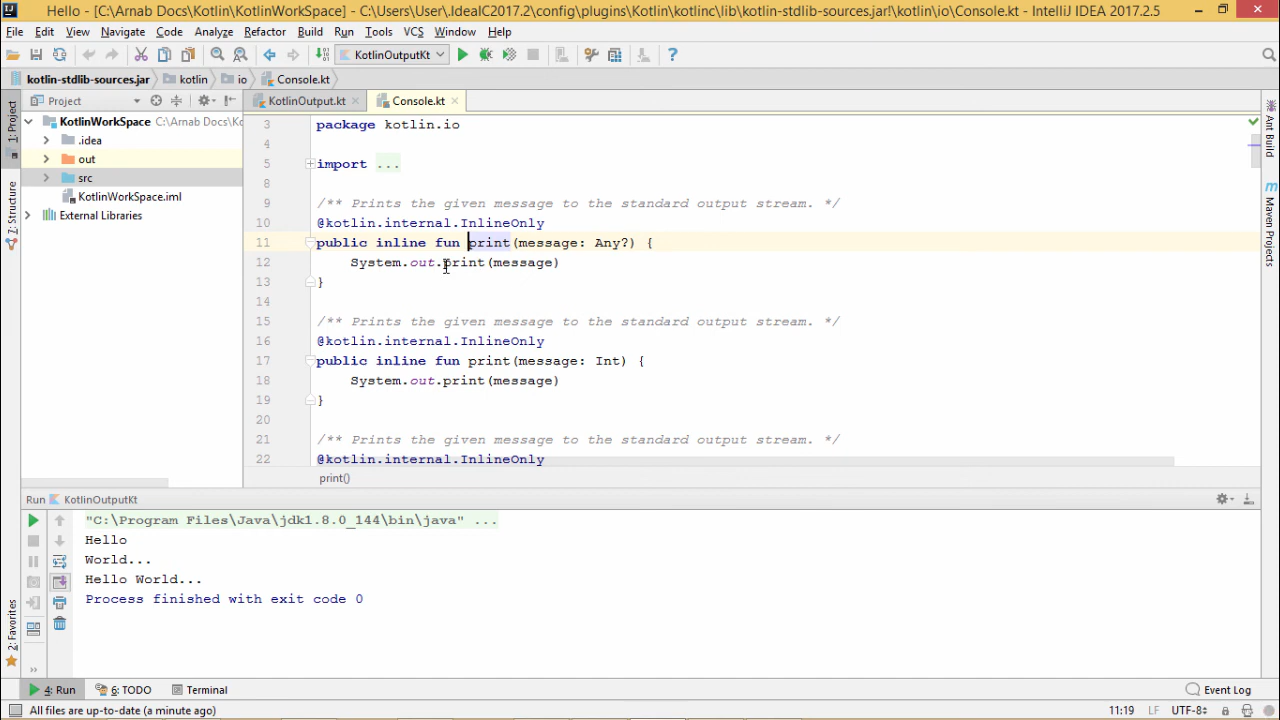 Hello - [C:\Arnab Docs\Kotlin\KotlinWorkSpace] - C:\Users\User\.IdeaIC2017.2\config\plugins\Kotlin\kotlinc\lib\kotlin-stdlib-sources.jar!\kotlin\io\Console.kt - IntelliJ IDEA 2017.2.5
File Edit View Navigate Code Analyze Refactor Build Run Tools VCS Window Help
KotlinOutputKt
kotlin-stdlib-sources.jar kotlin io Console.kt
Project
KotlinOutput.kt Console.kt
1: Project
7: Structure
2: Favorites
Ant Build
Maven Projects
KotlinWorkSpace C:\Arnab Docs\Ko
.idea
out
src
KotlinWorkSpace.iml
External Libraries
3 package kotlin.io
4
5 import ...
8
9 /** Prints the given message to the standard output stream. */
10 @kotlin.internal.InlineOnly
11 public inline fun print(message: Any?) {
12 System.out.print(message)
13 }
14
15 /** Prints the given message to the standard output stream. */
16 @kotlin.internal.InlineOnly
17 public inline fun print(message: Int) {
18 System.out.print(message)
19 }
20
21 /** Prints the given message to the standard output stream. */
22 @kotlin.internal.InlineOnly
print()
Run KotlinOutputKt
"C:\Program Files\Java\jdk1.8.0_144\bin\java" ...
Hello
World...
Hello World...
Process finished with exit code 0
4: Run 6: TODO Terminal Event Log
All files are up-to-date (a minute ago) 11:19 LF UTF-8